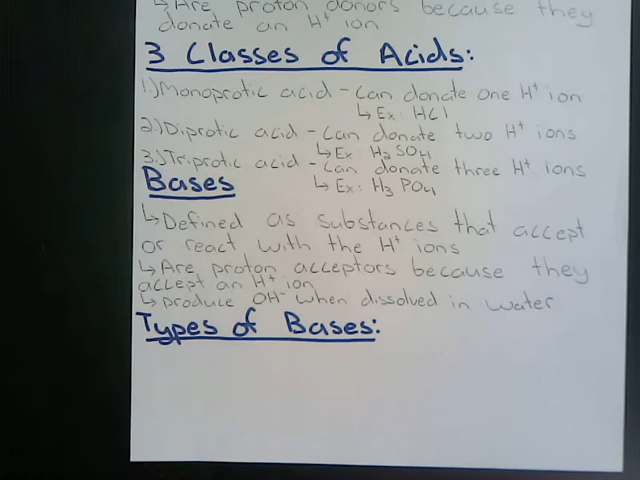 ↳ Are proton donors because they
donate an H⁺ ion
3 Classes of Acids:
1.) Monoprotic acid - can donate one H⁺ ion
↳ Ex: HCl
2.) Diprotic acid - can donate two H⁺ ions
↳ Ex: H₂SO₄
3.) Triprotic acid - can donate three H⁺ ions
↳ Ex: H₃PO₄
Bases
↳ Defined as substances that accept
or react with the H⁺ ions
↳ Are proton acceptors because they
accept an H⁺ ion
↳ produce OH⁻ when dissolved in water
Types of Bases: